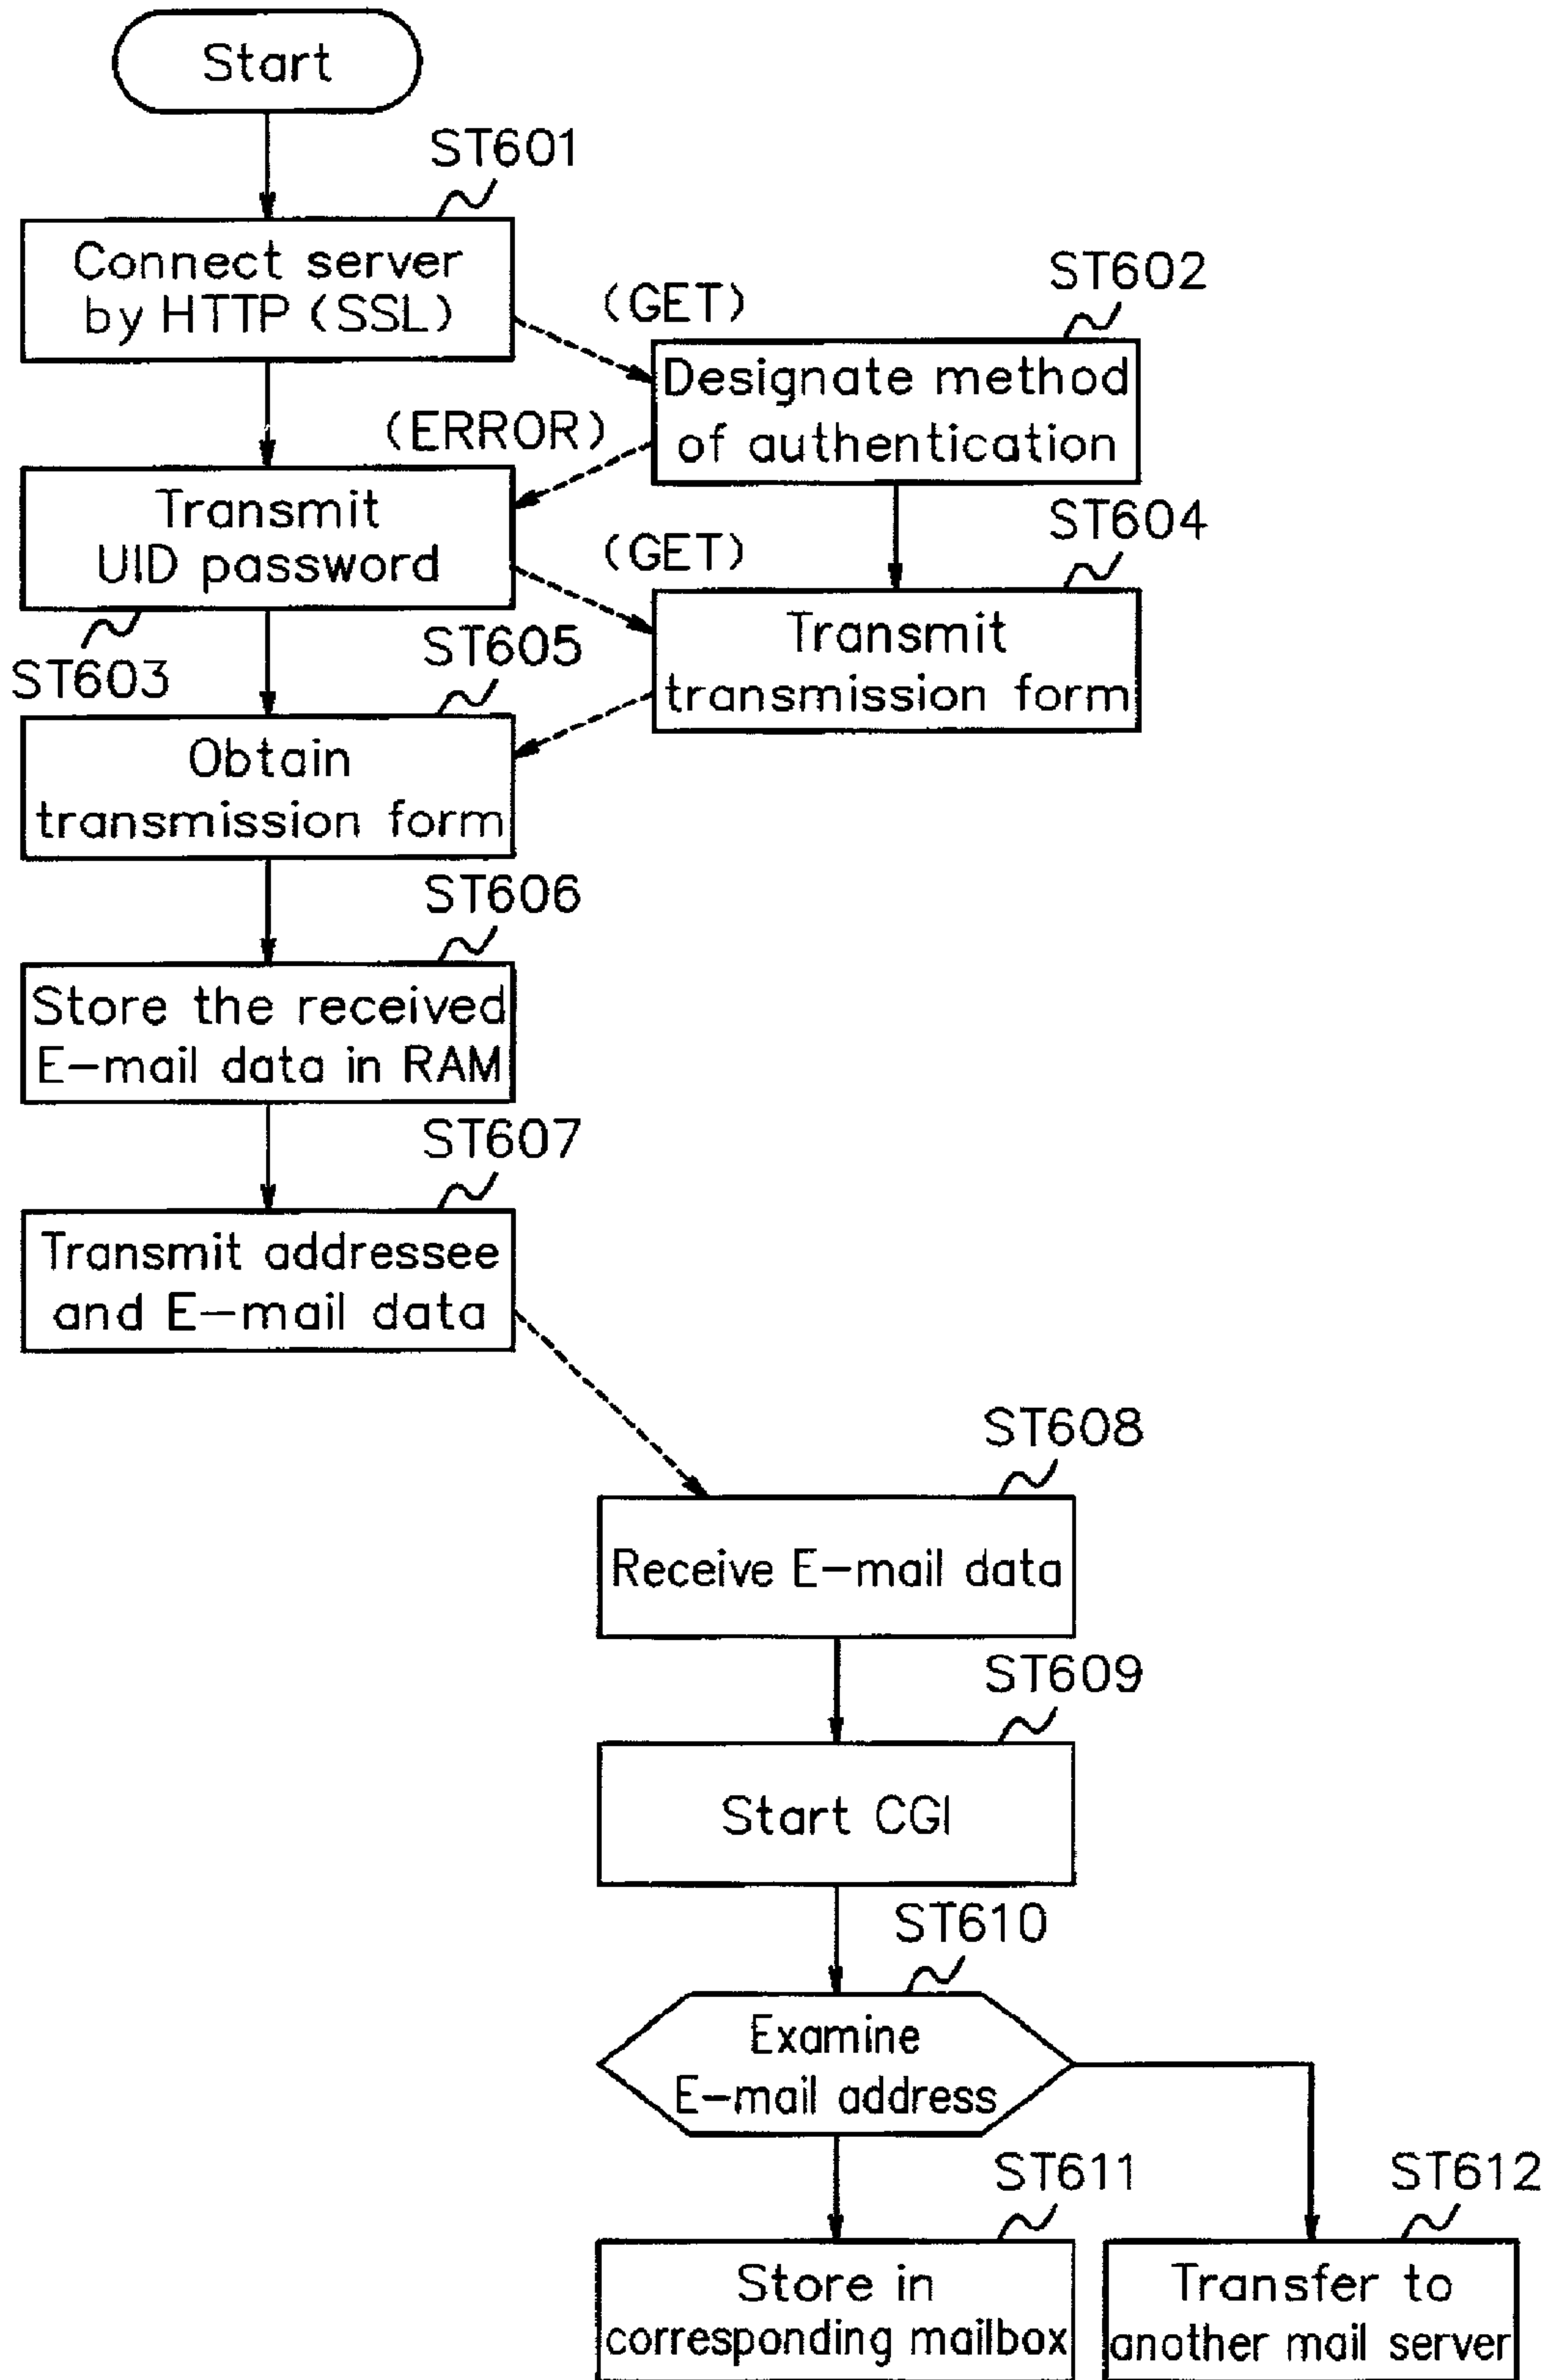 Start
ST601
Connect server
by HTTP (SSL)
(GET)
ST602
Designate method
of authentication
(ERROR)
Transmit
UID password
ST603
(GET)
ST604
Transmit
transmission form
ST605
Obtain
transmission form
ST606
Store the received
E-mail data in RAM
ST607
Transmit addressee
and E-mail data
ST608
Receive E-mail data
ST609
Start CGI
ST610
Examine
E-mail address
ST611
Store in
corresponding mailbox
ST612
Transfer to
another mail server